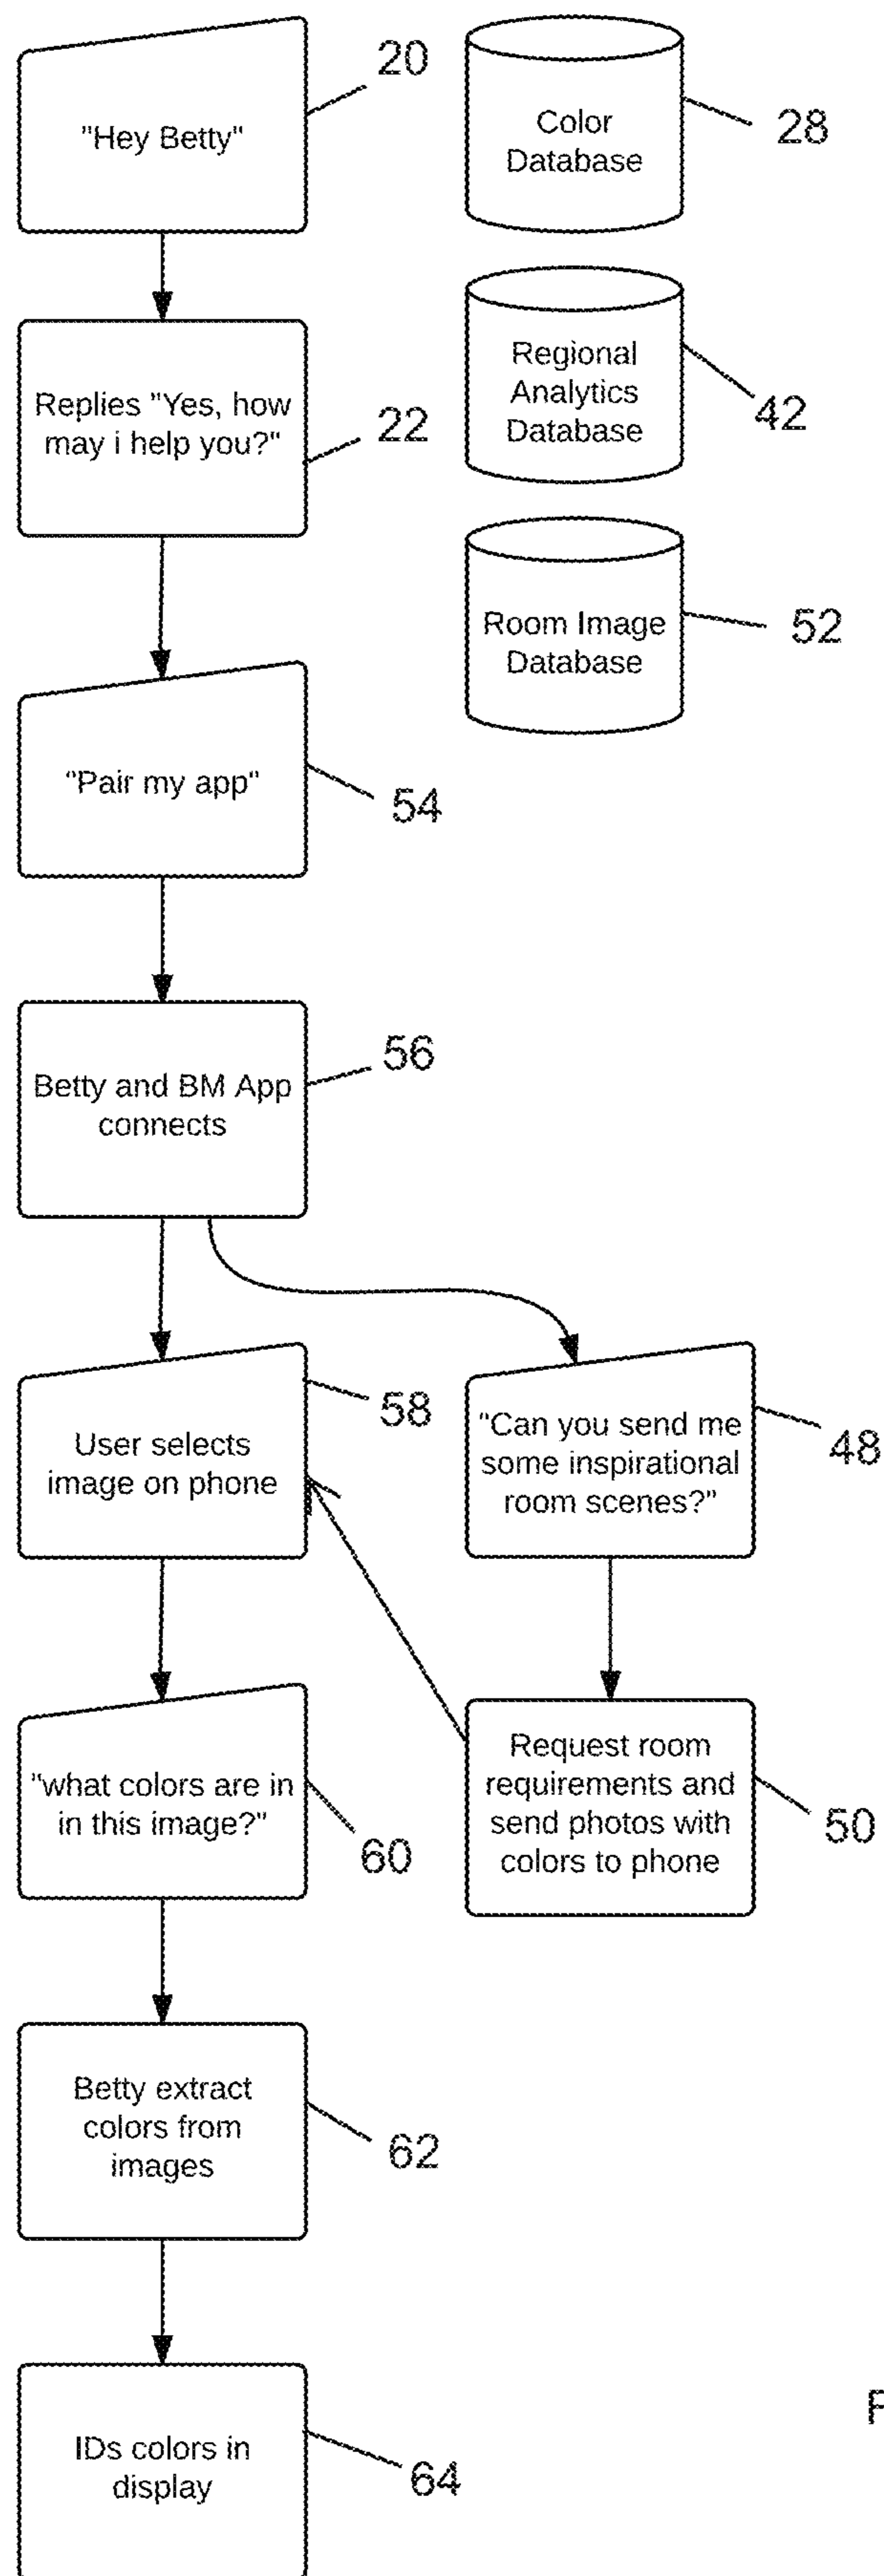 "Hey Betty"
20
Color
Database
28
Replies "Yes, how
may i help you?"
22
Regional
Analytics
Database
42
Room Image
Database
52
"Pair my app"
54
Betty and BM App
connects
56
User selects
image on phone
58
"Can you send me
some inspirational
room scenes?"
48
"what colors are in
in this image?"
60
Request room
requirements and
send photos with
colors to phone
50
Betty extract
colors from
images
62
IDs colors in
display
64
F